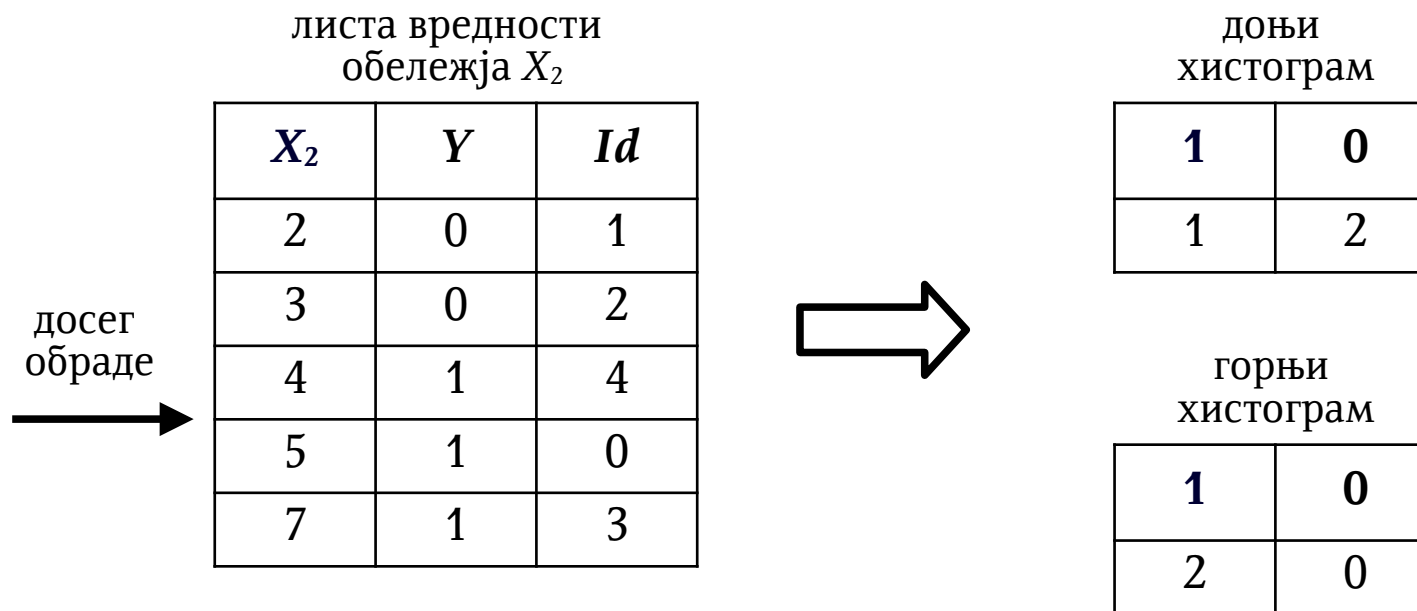 листа вредности
обележја X₂
X₂ Y Id
2 0 1
3 0 2
4 1 4
5 1 0
7 1 3
досег
обраде
доњи
хистограм
1 0
1 2
горњи
хистограм
1 0
2 0